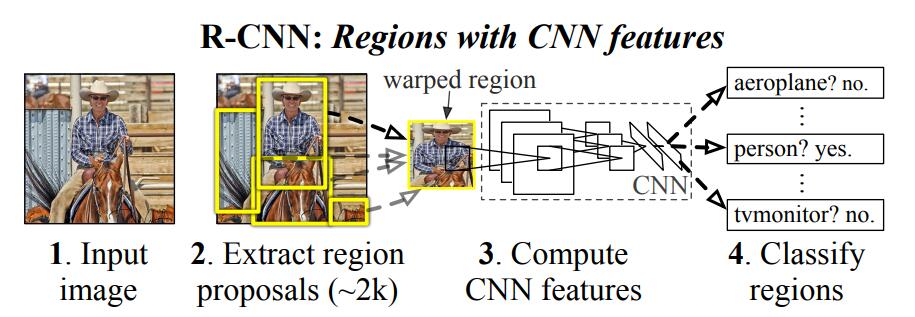 R-CNN: Regions with CNN features
warped region
aeroplane? no.
⋮
person? yes.
⋮
tvmonitor? no.
CNN
1. Input
image
2. Extract region
proposals (~2k)
3. Compute
CNN features
4. Classify
regions